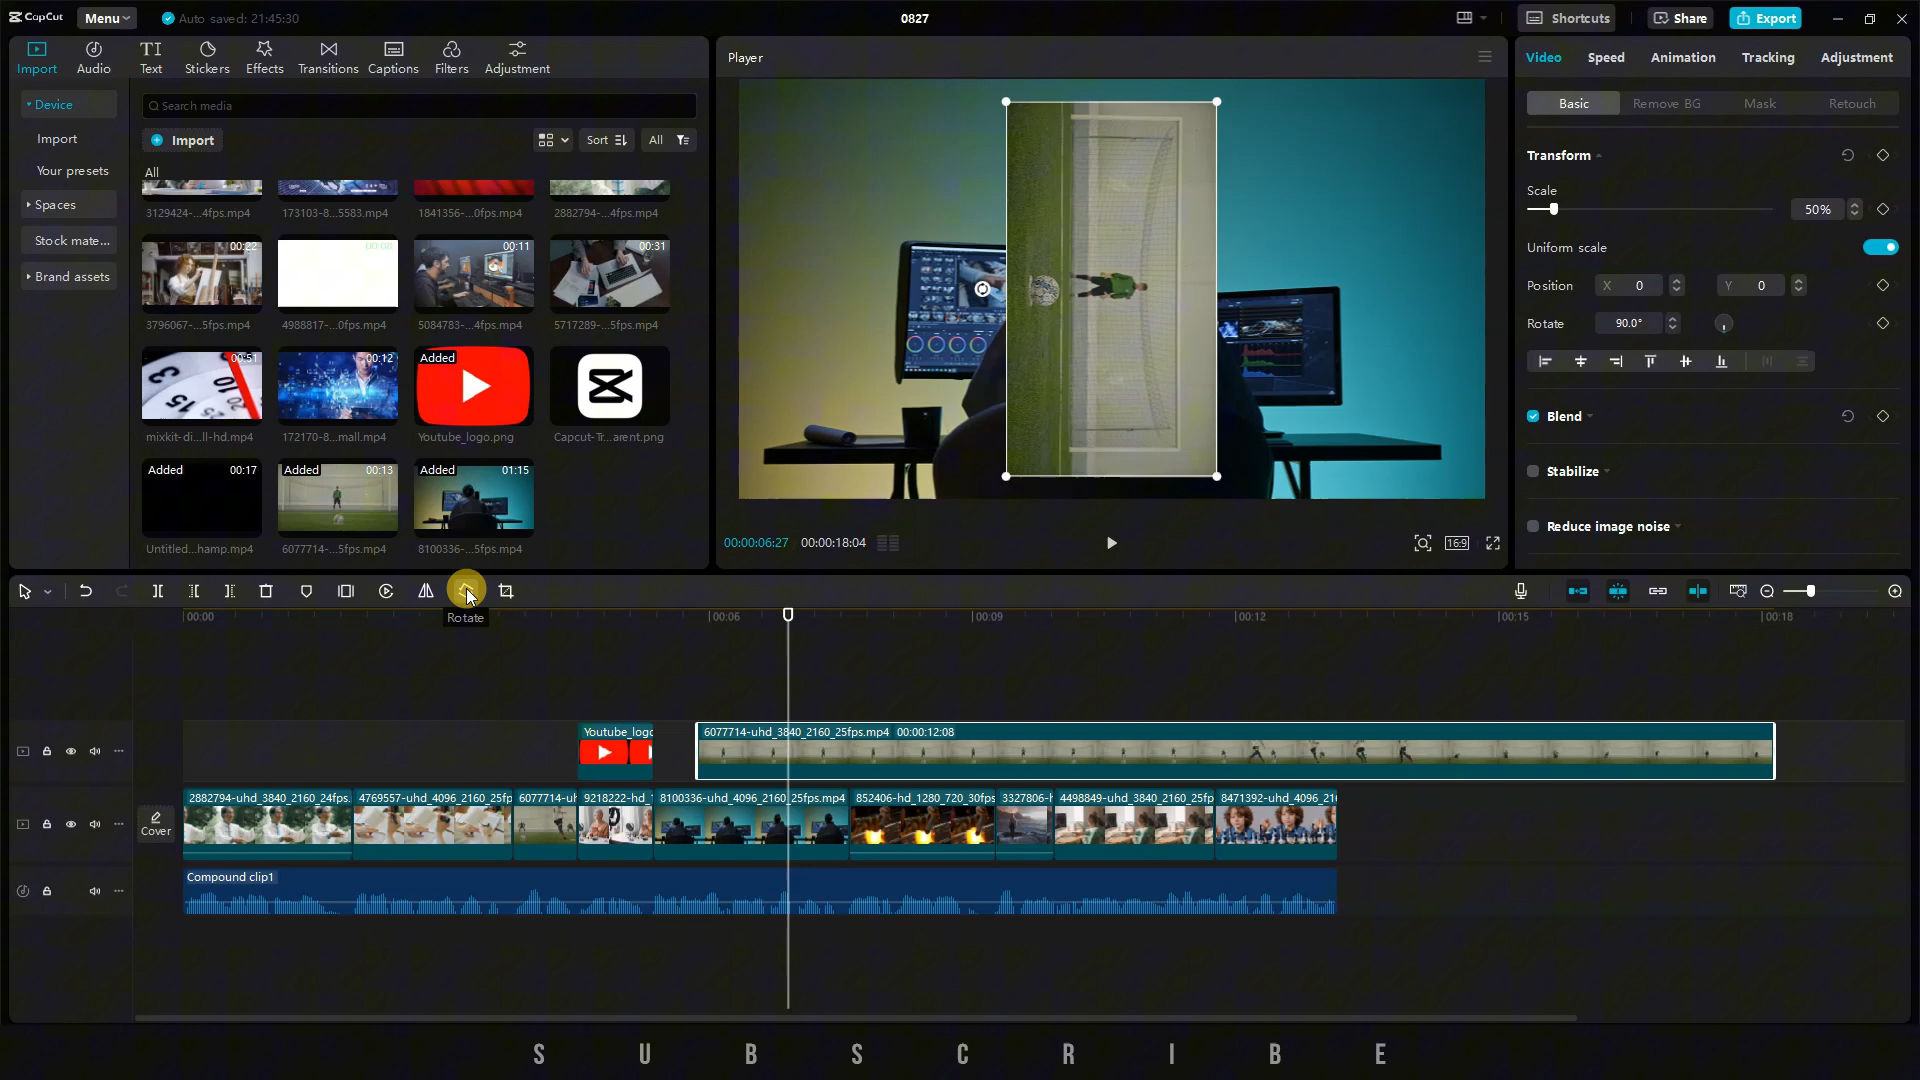 CapCut
Menu
Auto saved: 21:45:30
0827
Shortcuts
Share
Export
Import
Audio
Text
Stickers
Effects
Transitions
Captions
Filters
Adjustment
Player
Video
Speed
Animation
Tracking
Adjustment
Device
Import
Your presets
Spaces
Stock mate...
Brand assets
Search media
Import
Sort
All
All
3129424-...4fps.mp4
173103-8...5583.mp4
1841356-...0fps.mp4
2882794-...4fps.mp4
00:22
00:11
00:31
3796067-...5fps.mp4
4988817-...0fps.mp4
5084783-...4fps.mp4
5717289-...5fps.mp4
00:51
00:12
Added
mixkit-di...ll-hd.mp4
172170-8...mall.mp4
Youtube_logo.png
Capcut-Tr...arent.png
Added 00:17
Added 00:13
Added 01:15
Untitled...hamp.mp4
6077714-...5fps.mp4
8100336-...5fps.mp4
00:00:06:27
00:00:18:04
16:9
Basic
Remove BG
Mask
Retouch
Transform
Scale
50%
Uniform scale
Position
X 0
Y 0
Rotate
90.0°
Blend
Stabilize
Reduce image noise
Rotate
00:00
00:06
00:09
00:12
00:15
00:18
Youtube_logo
6077714-uhd_3840_2160_25fps.mp4 00:00:12:08
Cover
2882794-uhd_3840_2160_24fps.
4769557-uhd_4096_2160_25fp
6077714-uh
9218222-hd_
8100336-uhd_4096_2160_25fps.mp4
852406-hd_1280_720_30fps
3327806-h
4498849-uhd_3840_2160_25fp
8471392-uhd_4096_216
Compound clip1
S U B S C R I B E